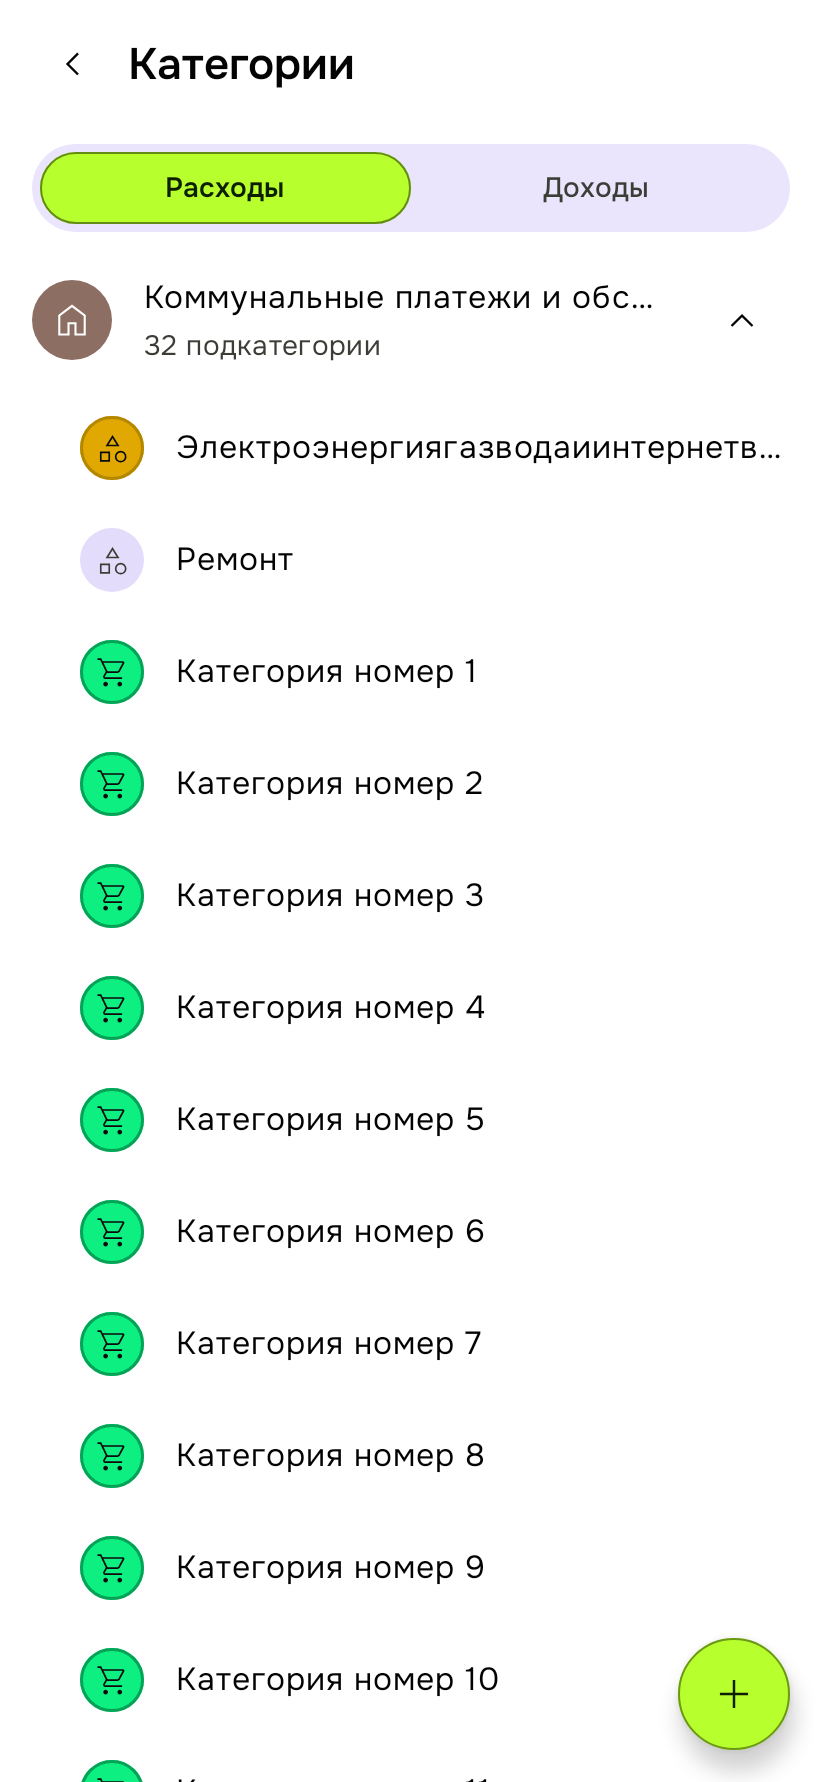 Категории
Расходы
Доходы
Коммунальные платежи и обс...
32 подкатегории
Электроэнергиягазводаиинтернетв...
Ремонт
Категория номер 1
Категория номер 2
Категория номер 3
Категория номер 4
Категория номер 5
Категория номер 6
Категория номер 7
Категория номер 8
Категория номер 9
Категория номер 10